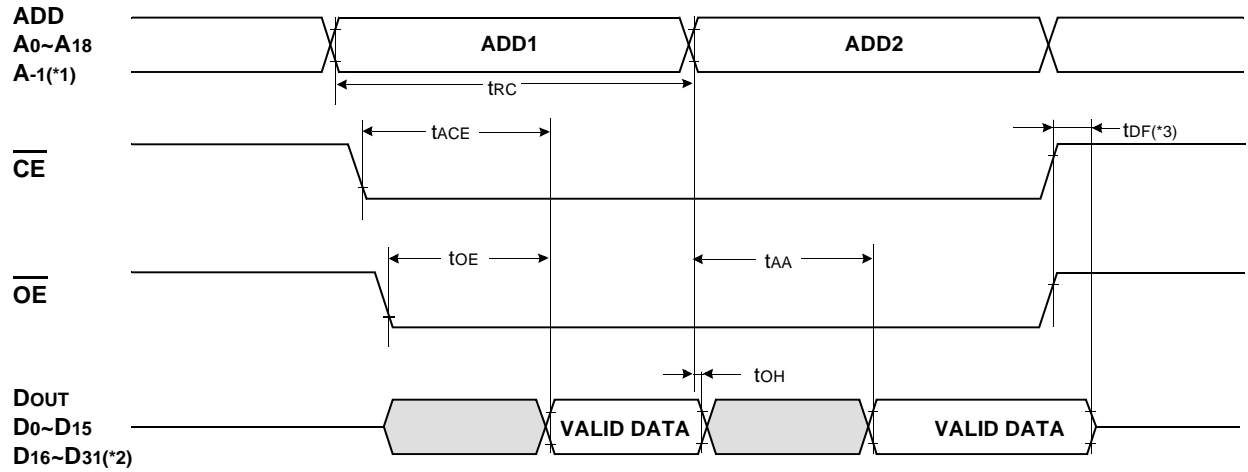 ADD
A0~A18
A-1(*1)
ADD1
ADD2
tRC
tACE
tDF(*3)
CE
tOE
tAA
OE
tOH
DOUT
D0~D15
D16~D31(*2)
VALID DATA
VALID DATA